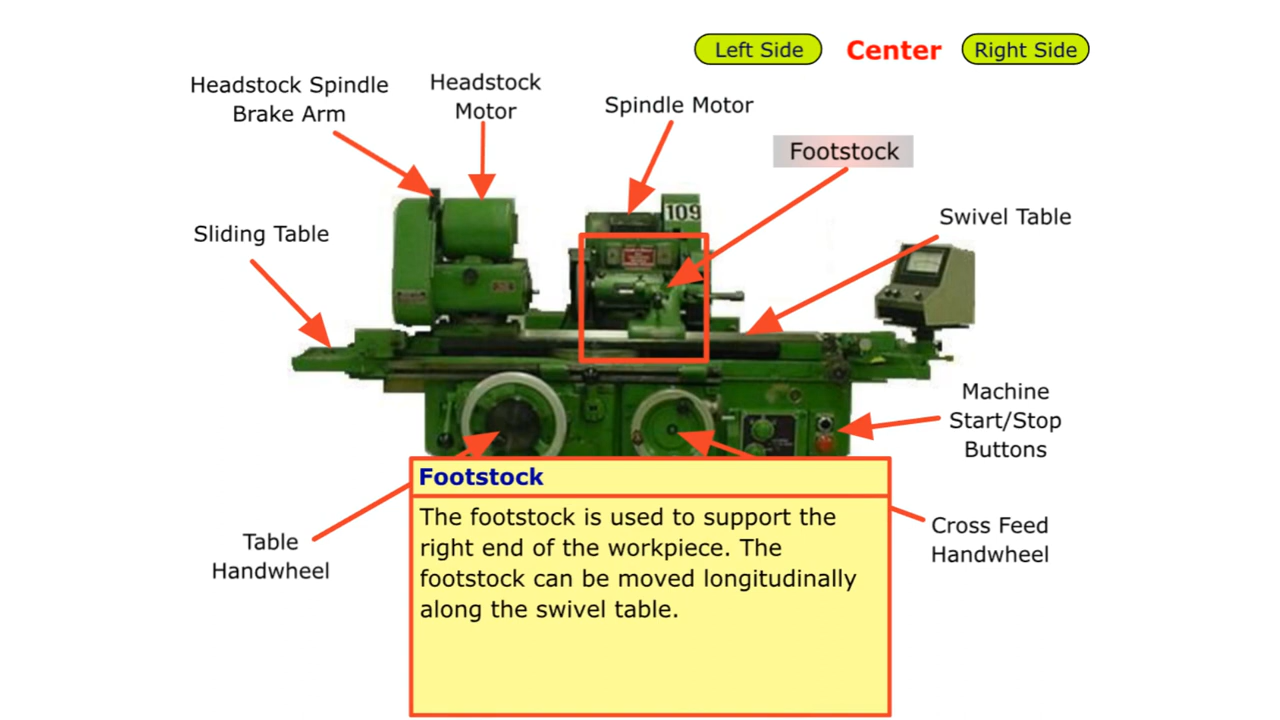 Left Side
Center
Right Side
Headstock Spindle
Brake Arm
Headstock
Motor
Spindle Motor
Footstock
109
Sliding Table
Swivel Table
Machine
Start/Stop
Buttons
Table
Handwheel
Cross Feed
Handwheel
Footstock
The footstock is used to support the
right end of the workpiece. The
footstock can be moved longitudinally
along the swivel table.